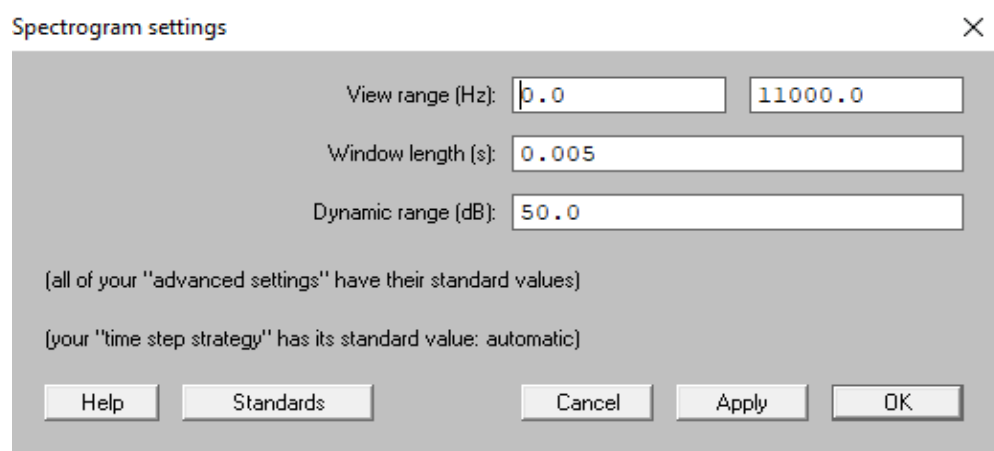 Spectrogram settings
View range (Hz): 0.0 11000.0
Window length (s): 0.005
Dynamic range (dB): 50.0
(all of your "advanced settings" have their standard values)
(your "time step strategy" has its standard value: automatic)
Help Standards Cancel Apply OK